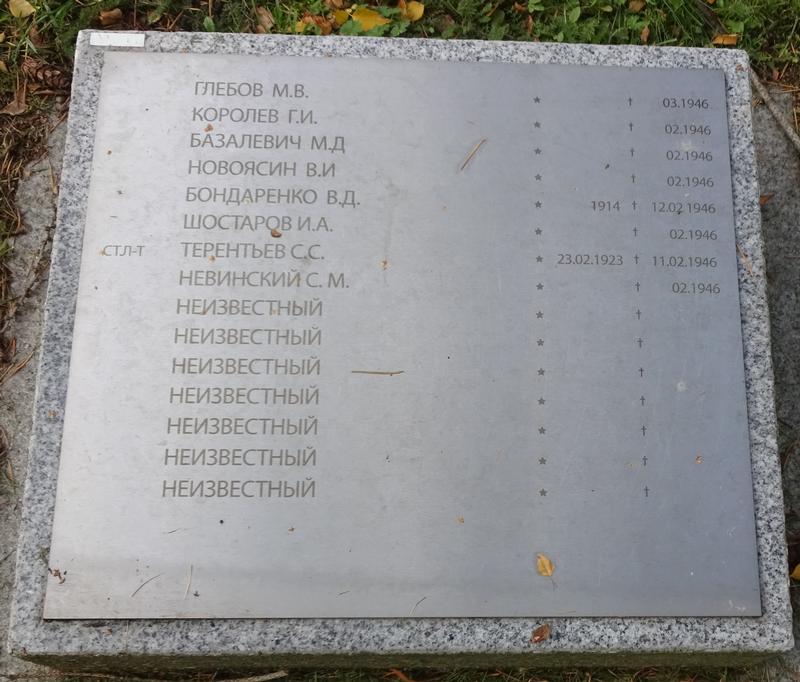 ГЛЕБОВ М.В. * † 03.1946
КОРОЛЕВ Г.И. * † 02.1946
БАЗАЛЕВИЧ М.Д * † 02.1946
НОВОЯСИН В.И * † 02.1946
БОНДАРЕНКО В.Д. * 1914 † 12.02.1946
ШОСТАРОВ И.А. * † 02.1946
СТЛ-Т ТЕРЕНТЬЕВ С.С. * 23.02.1923 † 11.02.1946
НЕВИНСКИЙ С. М. * † 02.1946
НЕИЗВЕСТНЫЙ * †
НЕИЗВЕСТНЫЙ * †
НЕИЗВЕСТНЫЙ * †
НЕИЗВЕСТНЫЙ * †
НЕИЗВЕСТНЫЙ * †
НЕИЗВЕСТНЫЙ * †
НЕИЗВЕСТНЫЙ * †